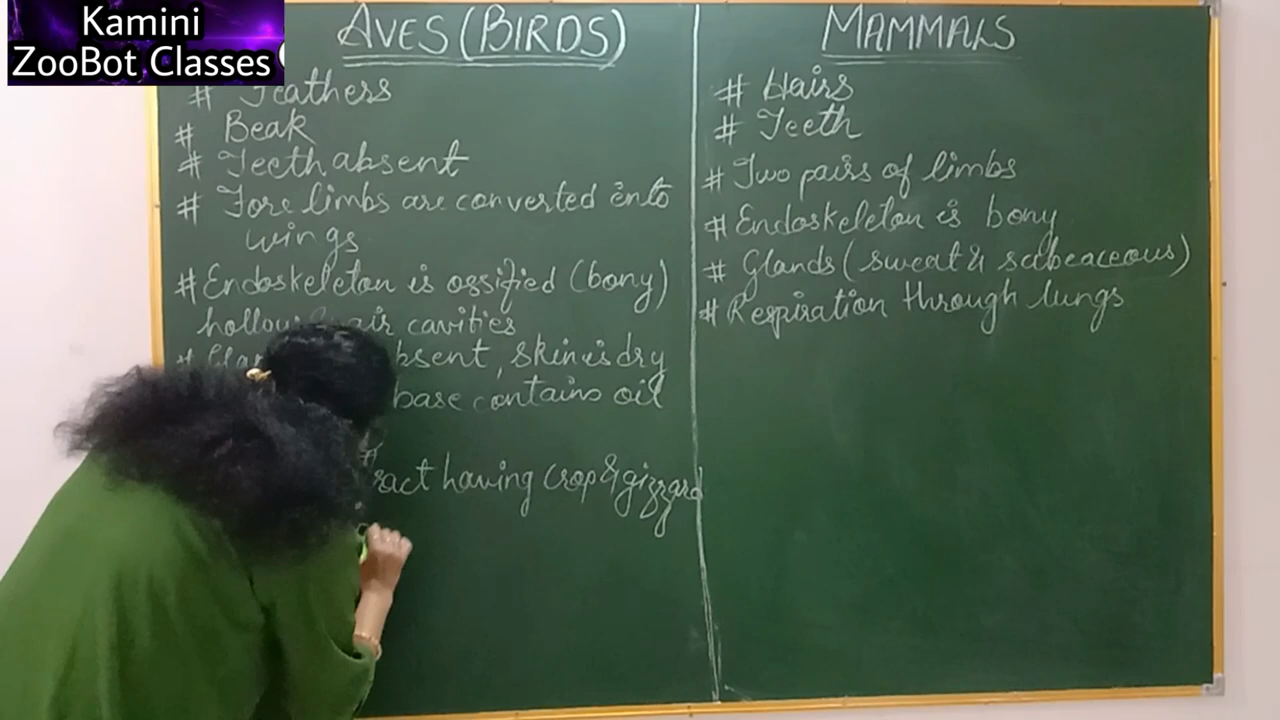 Kamini
ZooBot Classes
AVES (BIRDS)
# Feathers
# Beak
# Teeth absent
# Fore limbs are converted into
wings
# Endoskeleton is ossified (bony)
air cavities
absent, skin is dry
base contains oil
having crop & gizzard
MAMMALS
# Hairs
# Teeth
# Two pairs of limbs
# Endoskeleton is bony
# Glands (sweat & sebeaceous)
# Respiration through lungs